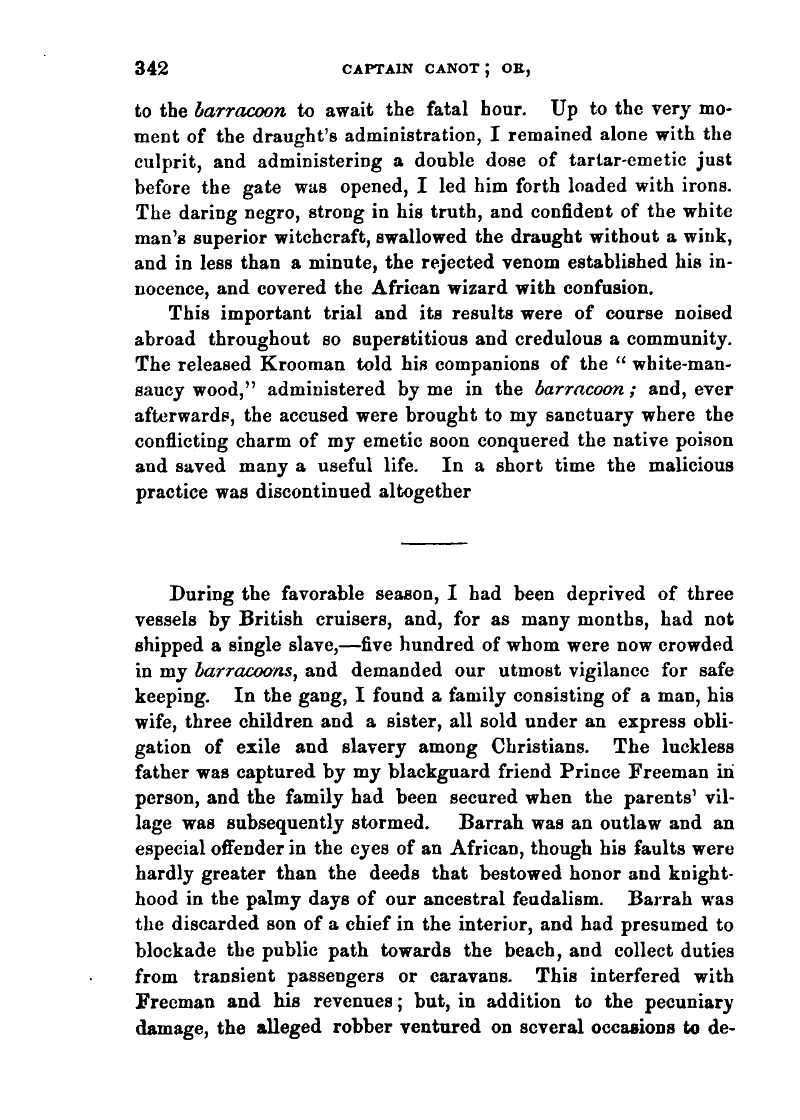 342 CAPTAIN CANOT; OR,
to the barracoon to await the fatal hour. Up to the very mo-
ment of the draught's administration, I remained alone with the
culprit, and administering a double dose of tartar-emetic just
before the gate was opened, I led him forth loaded with irons.
The daring negro, strong in his truth, and confident of the white
man's superior witchcraft, swallowed the draught without a wink,
and in less than a minute, the rejected venom established his in-
nocence, and covered the African wizard with confusion.
This important trial and its results were of course noised
abroad throughout so superstitious and credulous a community.
The released Krooman told his companions of the “ white-man-
saucy wood,” administered by me in the barracoon; and, ever
afterwards, the accused were brought to my sanctuary where the
conflicting charm of my emetic soon conquered the native poison
and saved many a useful life. In a short time the malicious
practice was discontinued altogether
During the favorable season, I had been deprived of three
vessels by British cruisers, and, for as many months, had not
shipped a single slave,—five hundred of whom were now crowded
in my barracoons, and demanded our utmost vigilance for safe
keeping. In the gang, I found a family consisting of a man, his
wife, three children and a sister, all sold under an express obli-
gation of exile and slavery among Christians. The luckless
father was captured by my blackguard friend Prince Freeman in
person, and the family had been secured when the parents' vil-
lage was subsequently stormed. Barrah was an outlaw and an
especial offender in the eyes of an African, though his faults were
hardly greater than the deeds that bestowed honor and knight-
hood in the palmy days of our ancestral feudalism. Barrah was
the discarded son of a chief in the interior, and had presumed to
blockade the public path towards the beach, and collect duties
from transient passengers or caravans. This interfered with
Freeman and his revenues; but, in addition to the pecuniary
damage, the alleged robber ventured on several occasions to de-